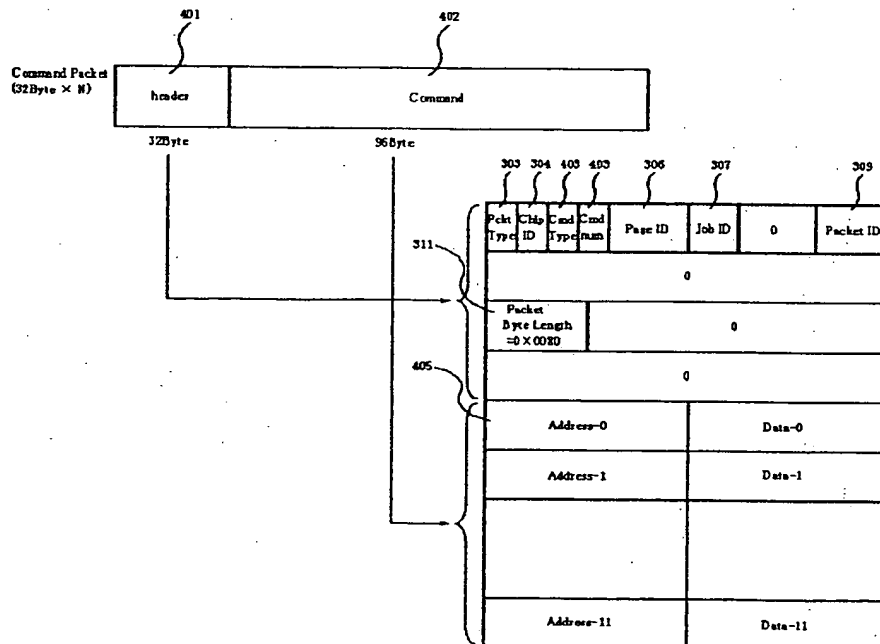 401
402
Command Packet
(32Byte × N)
header
Command
32Byte
96Byte
303 304 403 403 306 307 309
Pckt Type
Chip ID
Cmd Type
Cmd num
Page ID
Job ID
0
Packet ID
311
0
Packet
Byte Length
=0×0080
0
0
405
Address-0
Data-0
Address-1
Data-1
Address-11
Data-11